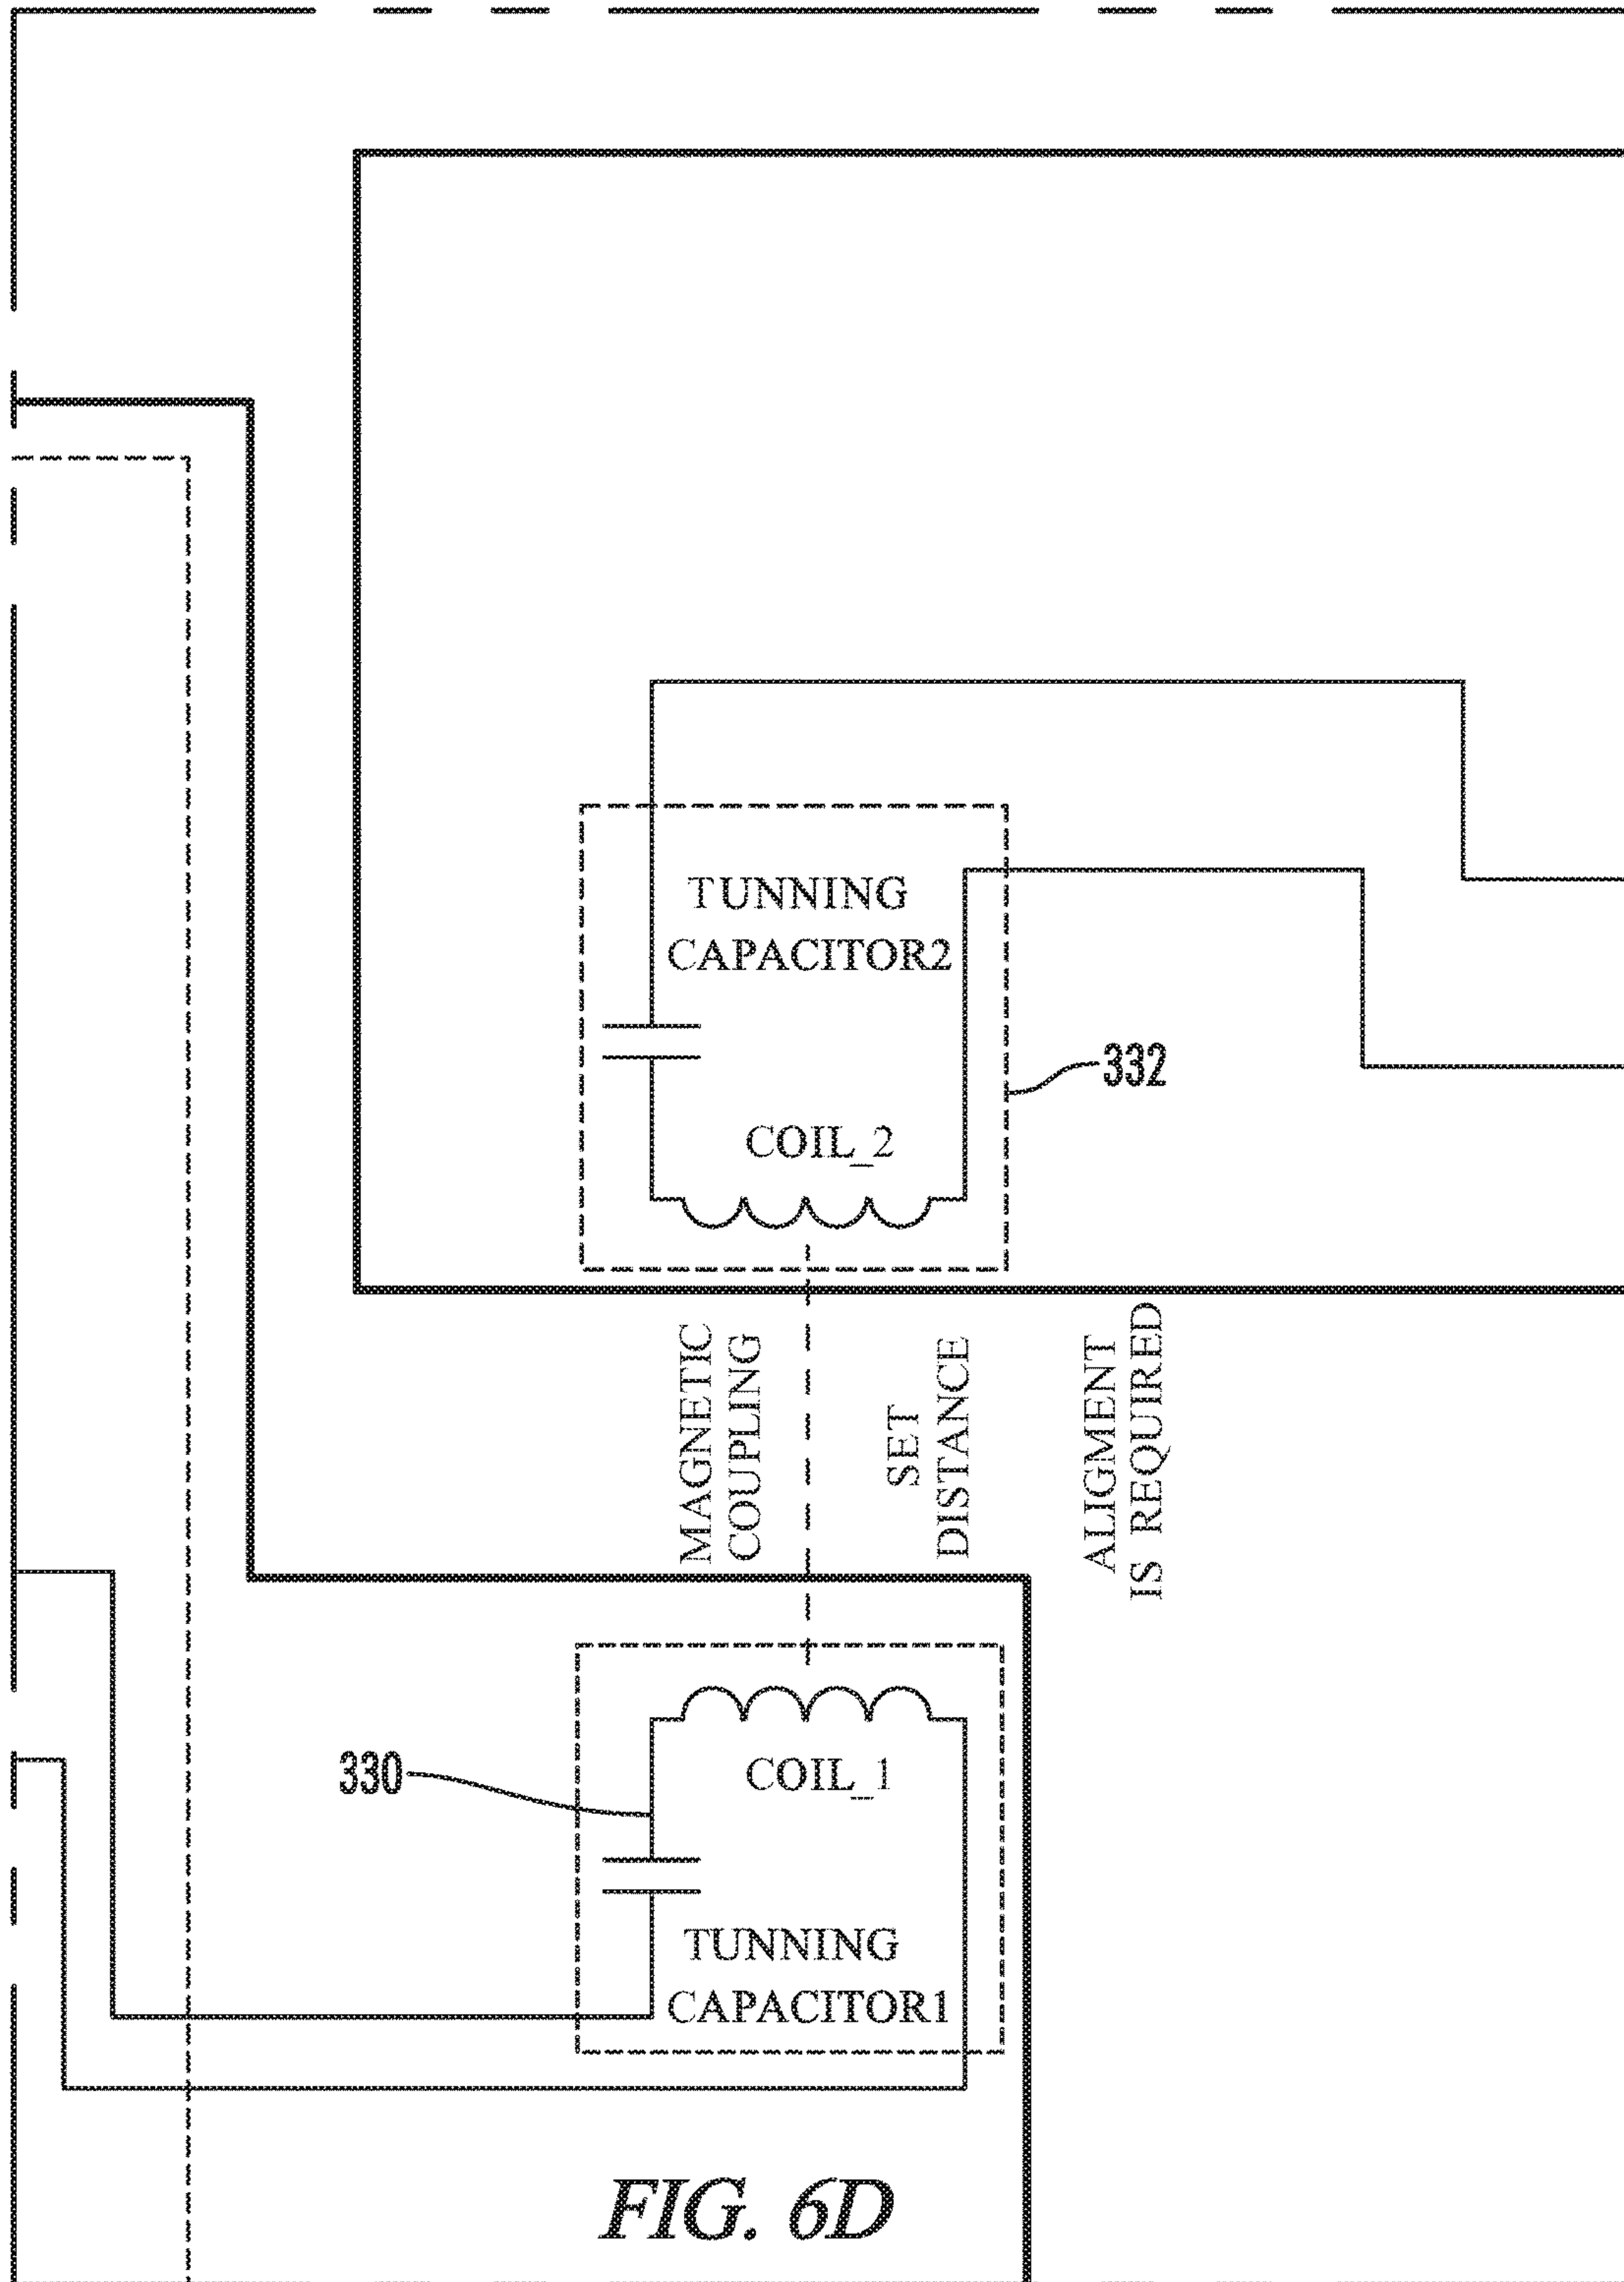 TUNNING
CAPACITOR2
332
COIL_2
MAGNETIC
COUPLING
SET
DISTANCE
ALIGMENT
IS REQUIRED
330
COIL_1
TUNNING
CAPACITOR1
FIG. 6D